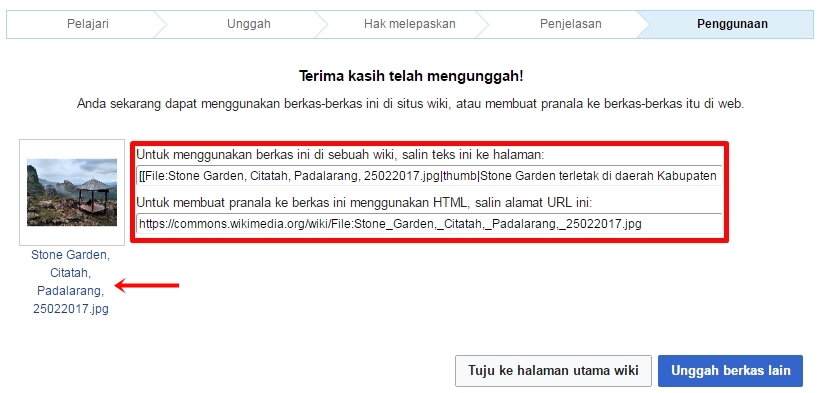 Pelajari
Unggah
Hak melepaskan
Penjelasan
Penggunaan
Terima kasih telah mengunggah!
Anda sekarang dapat menggunakan berkas-berkas ini di situs wiki, atau membuat pranala ke berkas-berkas itu di web.
Untuk menggunakan berkas ini di sebuah wiki, salin teks ini ke halaman:
[[File:Stone Garden, Citatah, Padalarang, 25022017.jpg|thumb|Stone Garden terletak di daerah Kabupaten
Untuk membuat pranala ke berkas ini menggunakan HTML, salin alamat URL ini:
https://commons.wikimedia.org/wiki/File:Stone_Garden,_Citatah,_Padalarang,_25022017.jpg
Stone Garden,
Citatah,
Padalarang,
25022017.jpg
Tuju ke halaman utama wiki
Unggah berkas lain